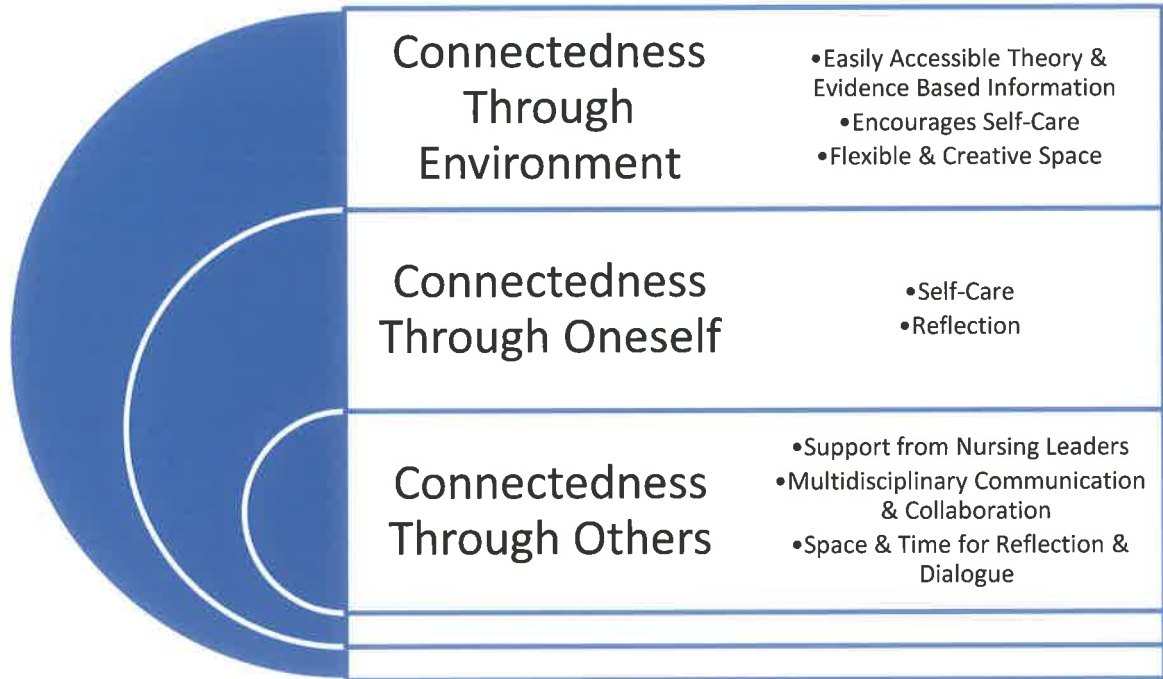 Connectedness
Through
Environment
•Easily Accessible Theory &
Evidence Based Information
•Encourages Self-Care
•Flexible & Creative Space
Connectedness
Through Oneself
•Self-Care
•Reflection
Connectedness
Through Others
•Support from Nursing Leaders
•Multidisciplinary Communication
& Collaboration
•Space & Time for Reflection &
Dialogue